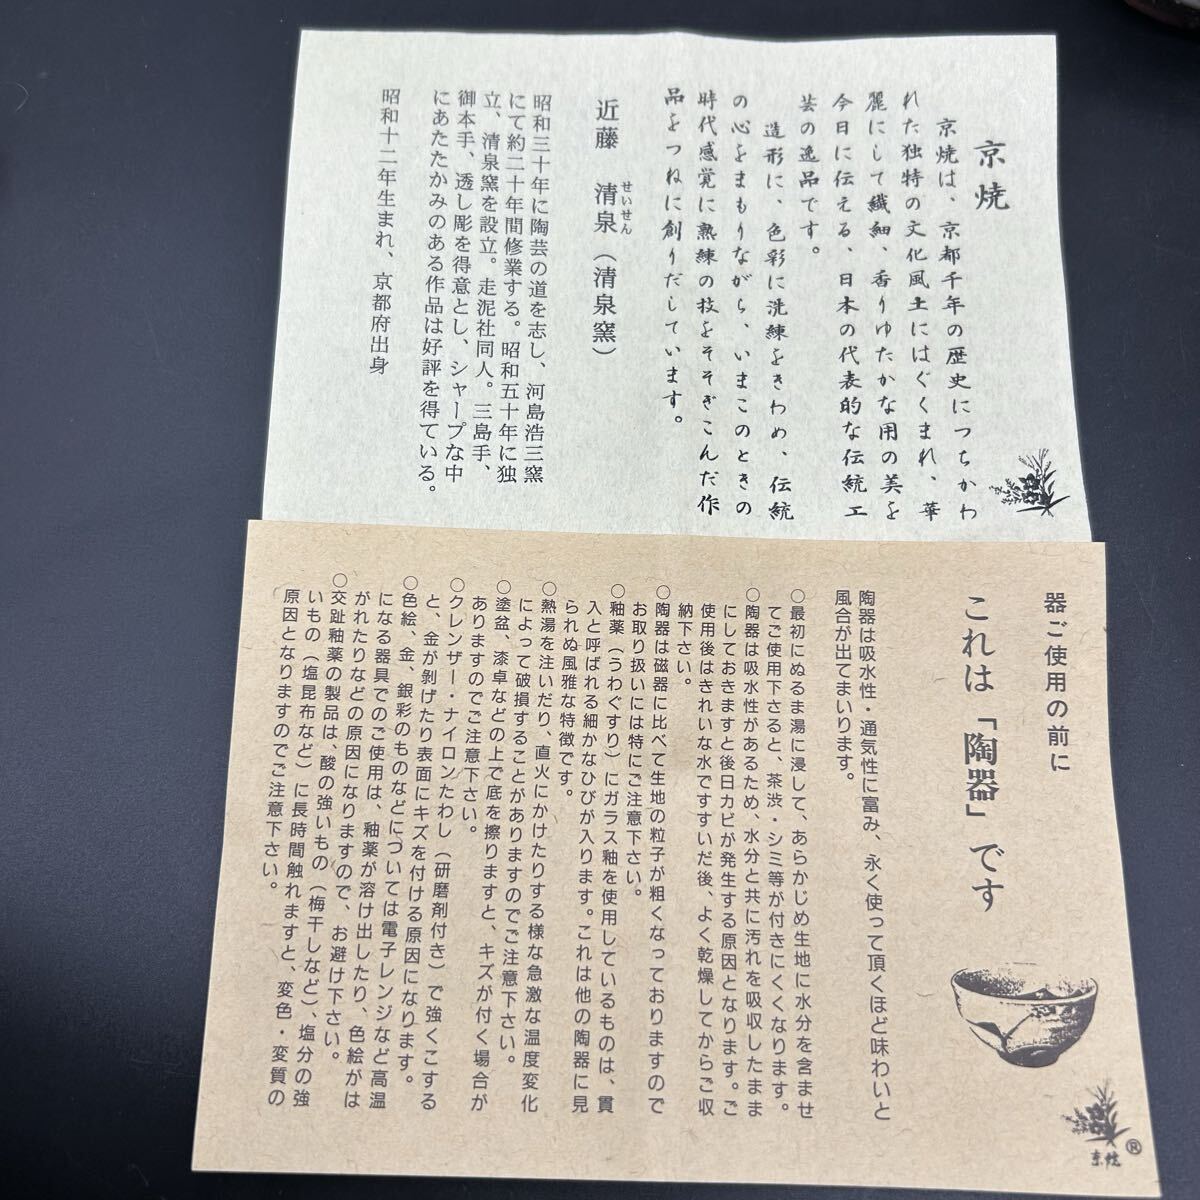 京焼
京焼は、京都千年の歴史につちかわ
れた独特の文化風土にはぐくまれ、華
麗にして繊細、香りゆたかな用の美を
今日に伝える、日本の代表的な伝統工
芸の逸品です。
造形に、色彩に洗練をきわめ、伝統
の心をまもりながら、いまこのときの
時代感覚に熟練の技をそそぎこんだ作
品をつねに創りだしています。
近藤 清泉（清泉窯）
せいせん
昭和三十年に陶芸の道を志し、河島浩三窯
にて約二十年間修業する。昭和五十年に独
立、清泉窯を設立。走泥社同人。三島手、
御本手、透し彫を得意とし、シャープな中
にあたたかみのある作品は好評を得ている。
昭和十二年生まれ、京都府出身
器ご使用の前に
これは「陶器」です
陶器は吸水性・通気性に富み、永く使って頂くほど味わいと
風合が出てまいります。
○最初にぬるま湯に浸して、あらかじめ生地に水分を含ませ
てご使用下さると、茶渋・シミ等が付きにくくなります。
○陶器は吸水性があるため、水分と共に汚れを吸収したまま
にしておきますと後日カビが発生する原因となります。ご
使用後はきれいな水ですすいだ後、よく乾燥してからご収
納下さい。
○陶器は磁器に比べて生地の粒子が粗くなっておりますので
お取り扱いには特にご注意下さい。
○釉薬（うわぐすり）にガラス釉を使用しているものは、貫
入と呼ばれる細かなひびが入ります。これは他の陶器に見
られぬ風雅な特徴です。
○熱湯を注いだり、直火にかけたりする様な急激な温度変化
によって破損することがありますのでご注意下さい。
○塗盆、漆卓などの上で底を擦りますと、キズが付く場合が
ありますのでご注意下さい。
○クレンザー・ナイロンたわし（研磨剤付き）で強くこする
と、金が剥げたり表面にキズを付ける原因になります。
○色絵、金、銀彩のものなどについては電子レンジなど高温
になる器具でのご使用は、釉薬が溶け出したり、色絵がは
がれたりなどの原因になりますので、お避け下さい。
○交趾釉薬の製品は、酸の強いもの（梅干しなど）、塩分の強
いもの（塩昆布など）に長時間触れますと、変色・変質の
原因となりますのでご注意下さい。
京焼
®